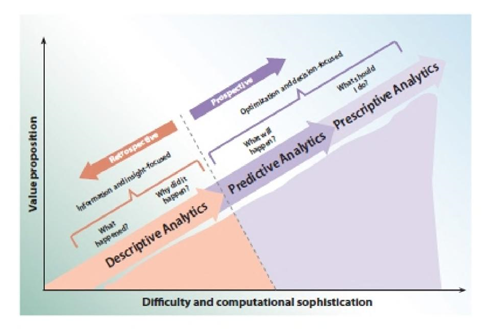 Value proposition
Retrospective
Information and insight-focused
What
happened?
Why did it
happen?
Descriptive Analytics
Prospective
Optimization and decision-focused
What will
happen?
What should
I do?
Predictive Analytics
Prescriptive Analytics
Difficulty and computational sophistication